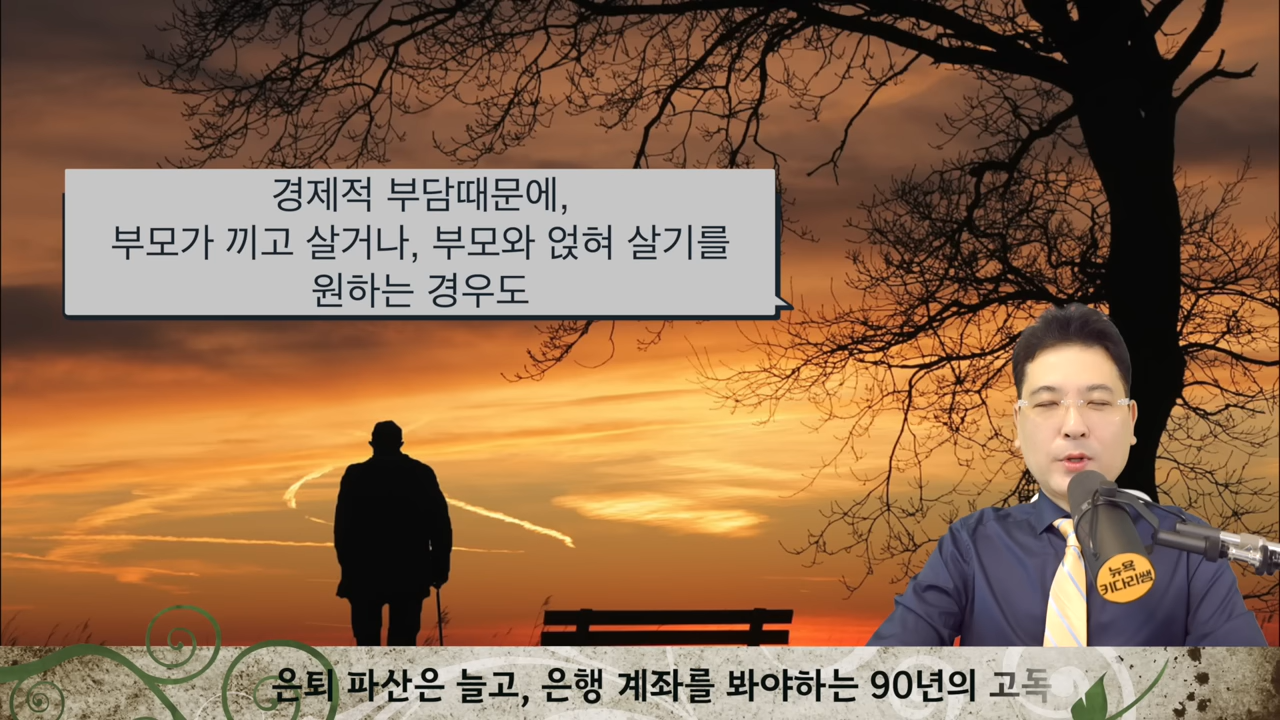 경제적 부담때문에,
부모가 끼고 살거나, 부모와 얹혀 살기를
원하는 경우도
뉴욕
키다리쌤
은퇴 파산은 늘고, 은행 계좌를 봐야하는 90년의 고독